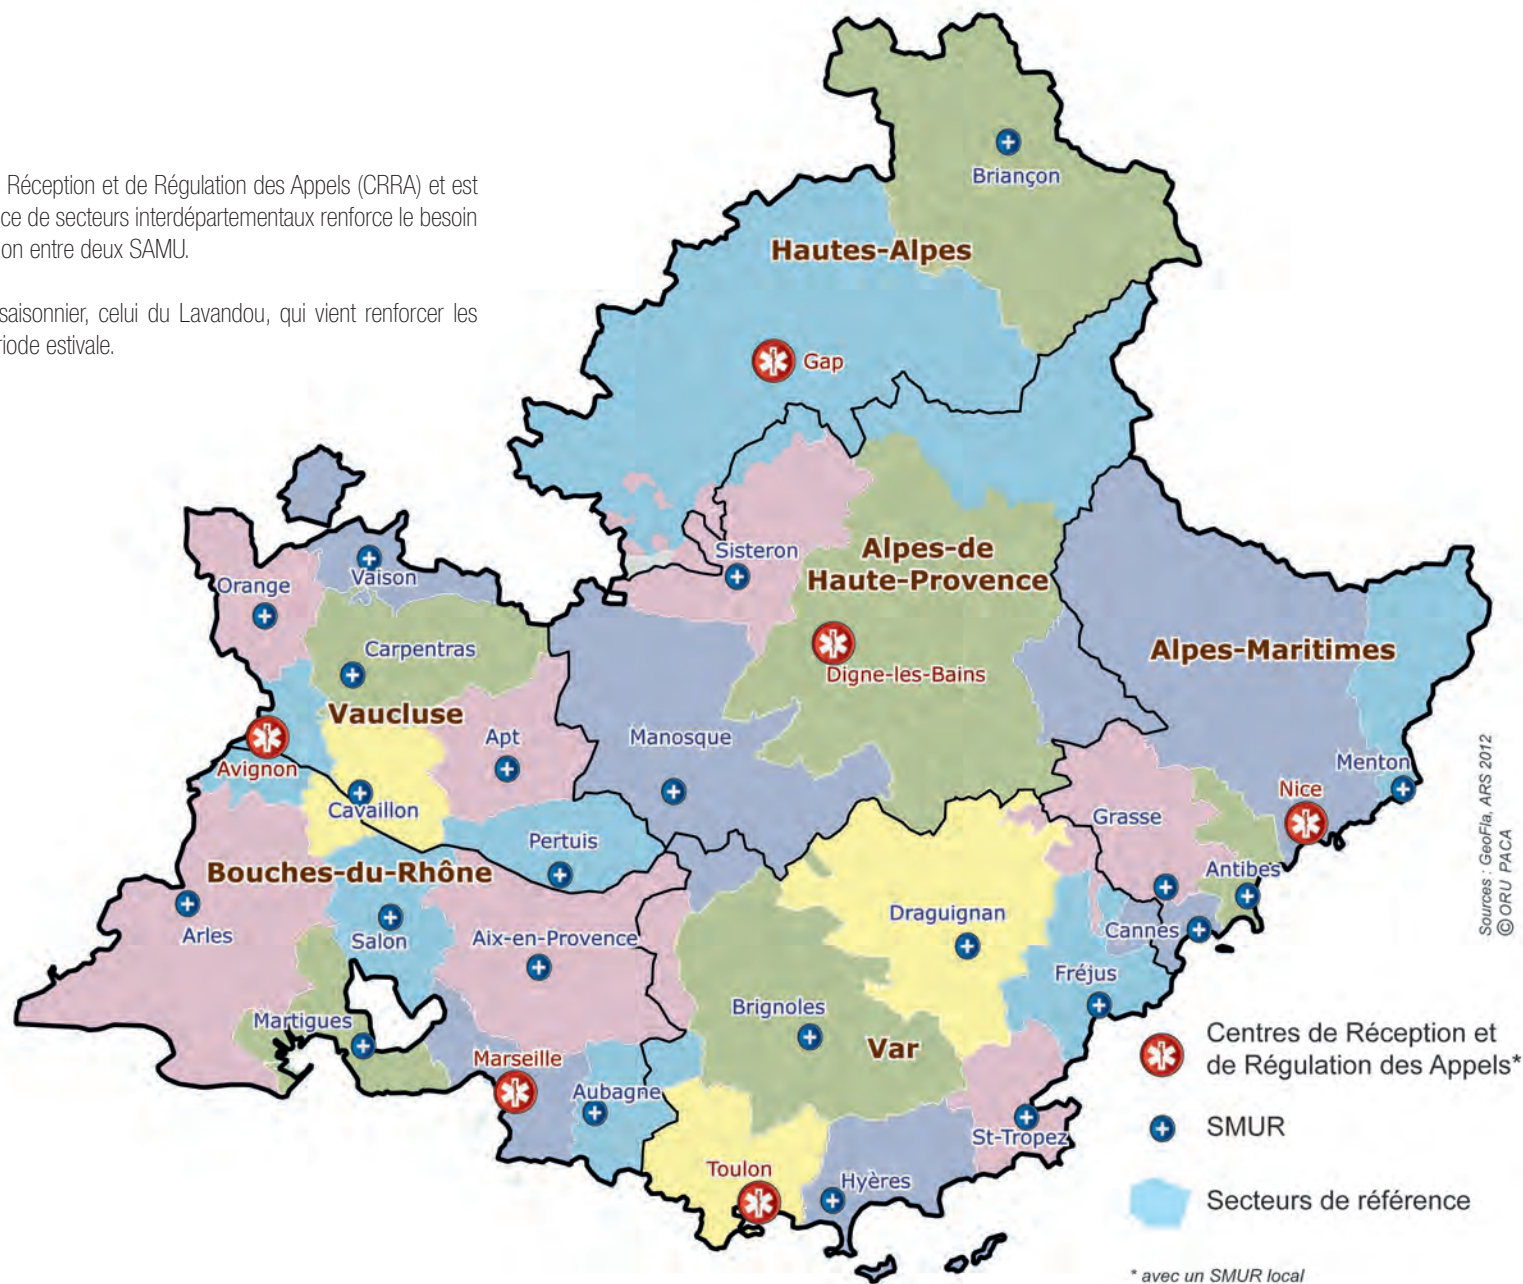 Réception et de Régulation des Appels (CRRA) et est
ce de secteurs interdépartementaux renforce le besoin
on entre deux SAMU.
saisonnier, celui du Lavandou, qui vient renforcer les
riode estivale.
Briançon
Hautes-Alpes
Gap
Sisteron
Alpes-de
Haute-Provence
Vaison
Orange
Carpentras
Alpes-Maritimes
Digne-les-Bains
Vaucluse
Apt
Manosque
Avignon
Menton
Nice
Cavaillon
Grasse
Pertuis
Bouches-du-Rhône
Antibes
Draguignan
Arles
Salon
Aix-en-Provence
Cannes
Fréjus
Brignoles
Martigues
Var
Marseille
Aubagne
St-Tropez
Toulon
Hyères
Sources : GeoFla, ARS 2012
© ORU PACA
Centres de Réception et
de Régulation des Appels*
SMUR
Secteurs de référence
* avec un SMUR local